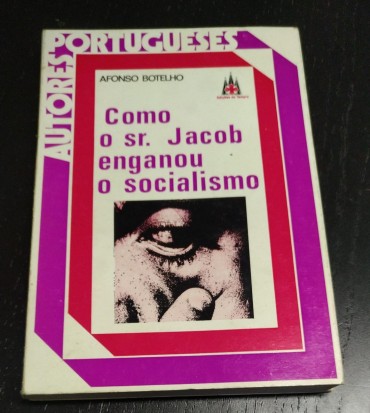 AUTORES PORTUGUESES
AFONSO BOTELHO
Como
o sr. Jacob
enganou
o socialismo